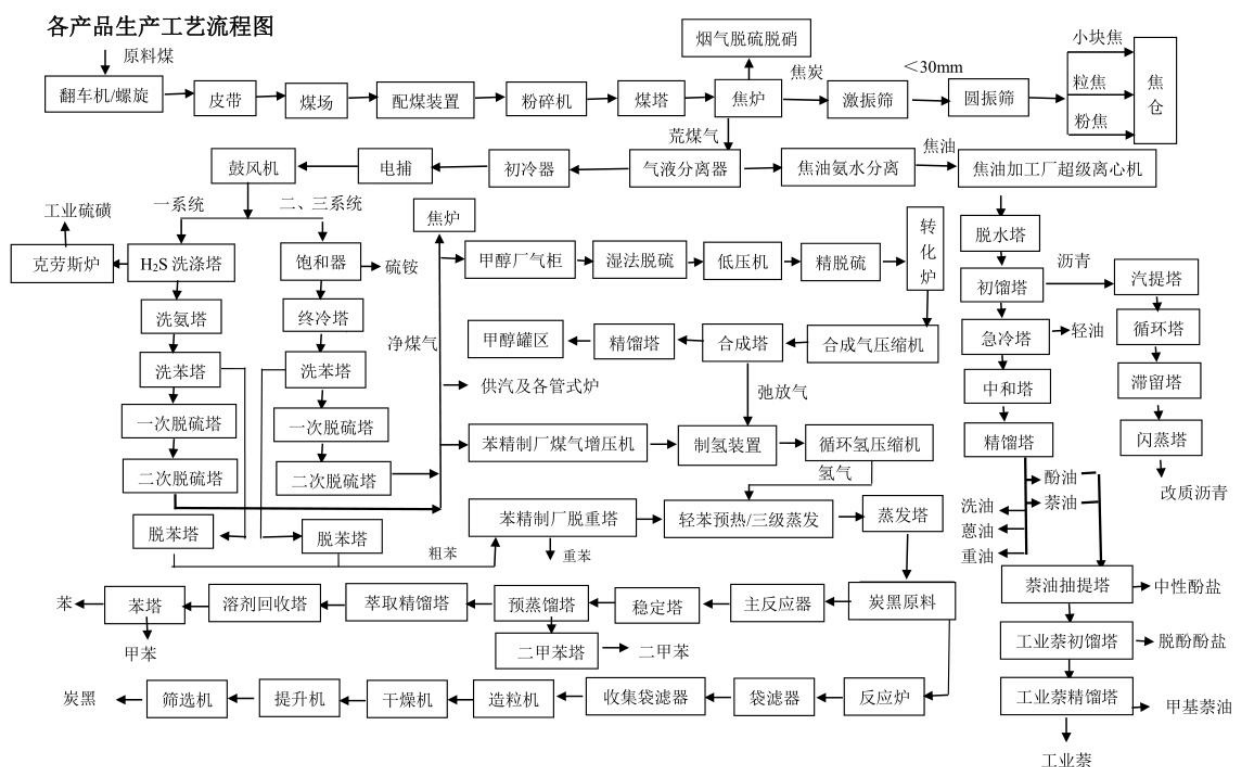 各产品生产工艺流程图
原料煤
翻车机/螺旋
皮带
煤场
配煤装置
粉碎机
煤塔
焦炉
烟气脱硫脱硝
焦炭
激振筛
＜30mm
圆振筛
小块焦
粒焦
粉焦
焦仓
荒煤气
鼓风机
电捕
初冷器
气液分离器
焦油氨水分离
焦油
焦油加工厂超级离心机
一系统
二、三系统
工业硫磺
克劳斯炉
H₂S 洗涤塔
饱和器
硫铵
洗氨塔
终冷塔
洗苯塔
洗苯塔
一次脱硫塔
一次脱硫塔
二次脱硫塔
二次脱硫塔
脱苯塔
脱苯塔
粗苯
净煤气
焦炉
甲醇厂气柜
湿法脱硫
低压机
精脱硫
转化炉
甲醇罐区
精馏塔
合成塔
合成气压缩机
供汽及各管式炉
弛放气
苯精制厂煤气增压机
制氢装置
循环氢压缩机
氢气
苯精制厂脱重塔
重苯
轻苯预热/三级蒸发
蒸发塔
脱水塔
初馏塔
沥青
汽提塔
急冷塔
轻油
循环塔
中和塔
滞留塔
精馏塔
闪蒸塔
改质沥青
酚油
萘油
洗油
蒽油
重油
萘油抽提塔
中性酚盐
工业萘初馏塔
脱酚酚盐
工业萘精馏塔
甲基萘油
工业萘
苯
苯塔
甲苯
溶剂回收塔
萃取精馏塔
预蒸馏塔
稳定塔
主反应器
炭黑原料
二甲苯塔
二甲苯
炭黑
筛选机
提升机
干燥机
造粒机
收集袋滤器
袋滤器
反应炉